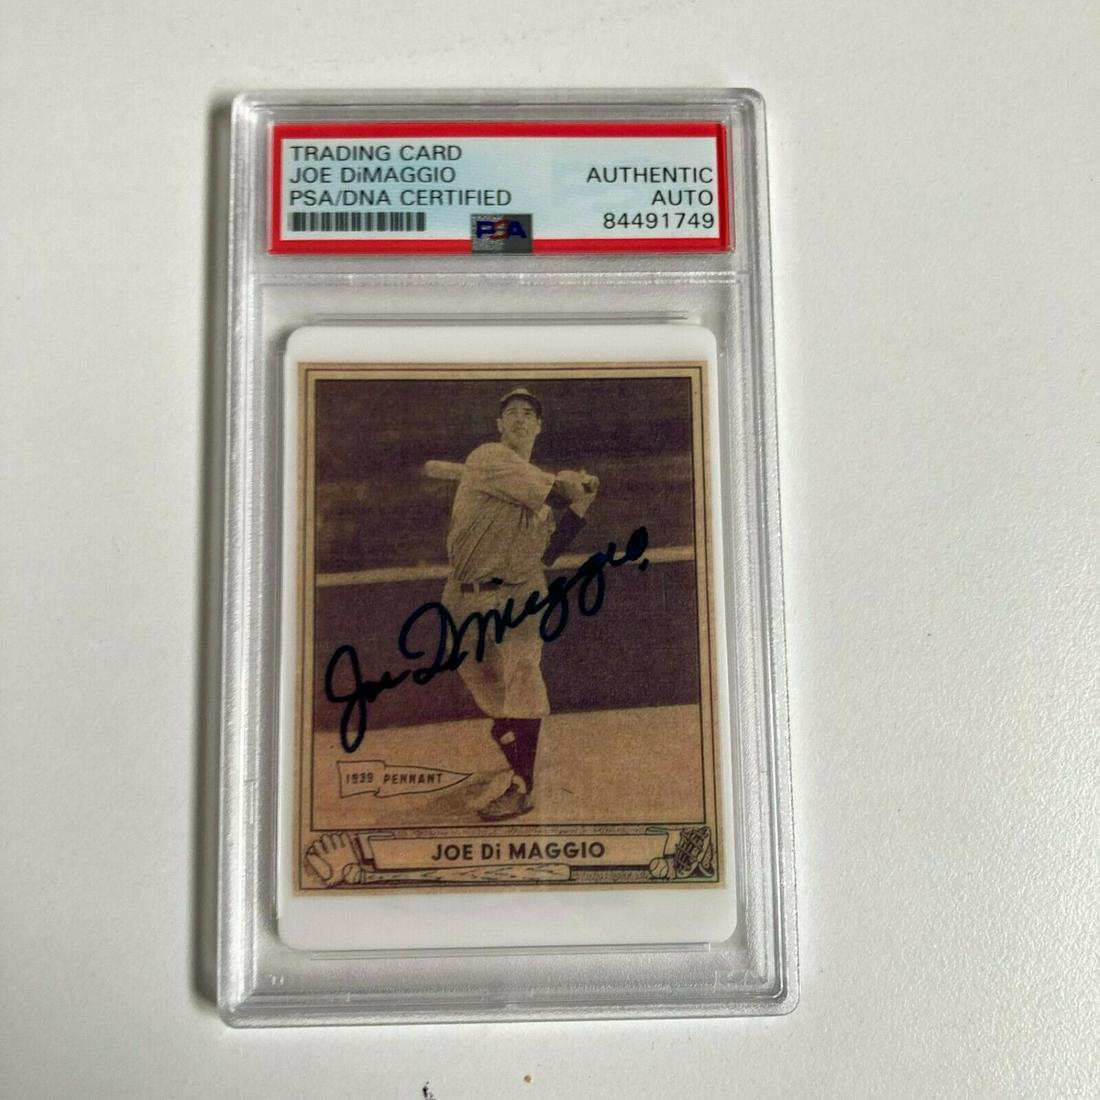 TRADING CARD
JOE DiMAGGIO
PSA/DNA CERTIFIED
AUTHENTIC
AUTO
84491749
PSA
Joe DiMaggio
1939 PENNANT
JOE Di MAGGIO